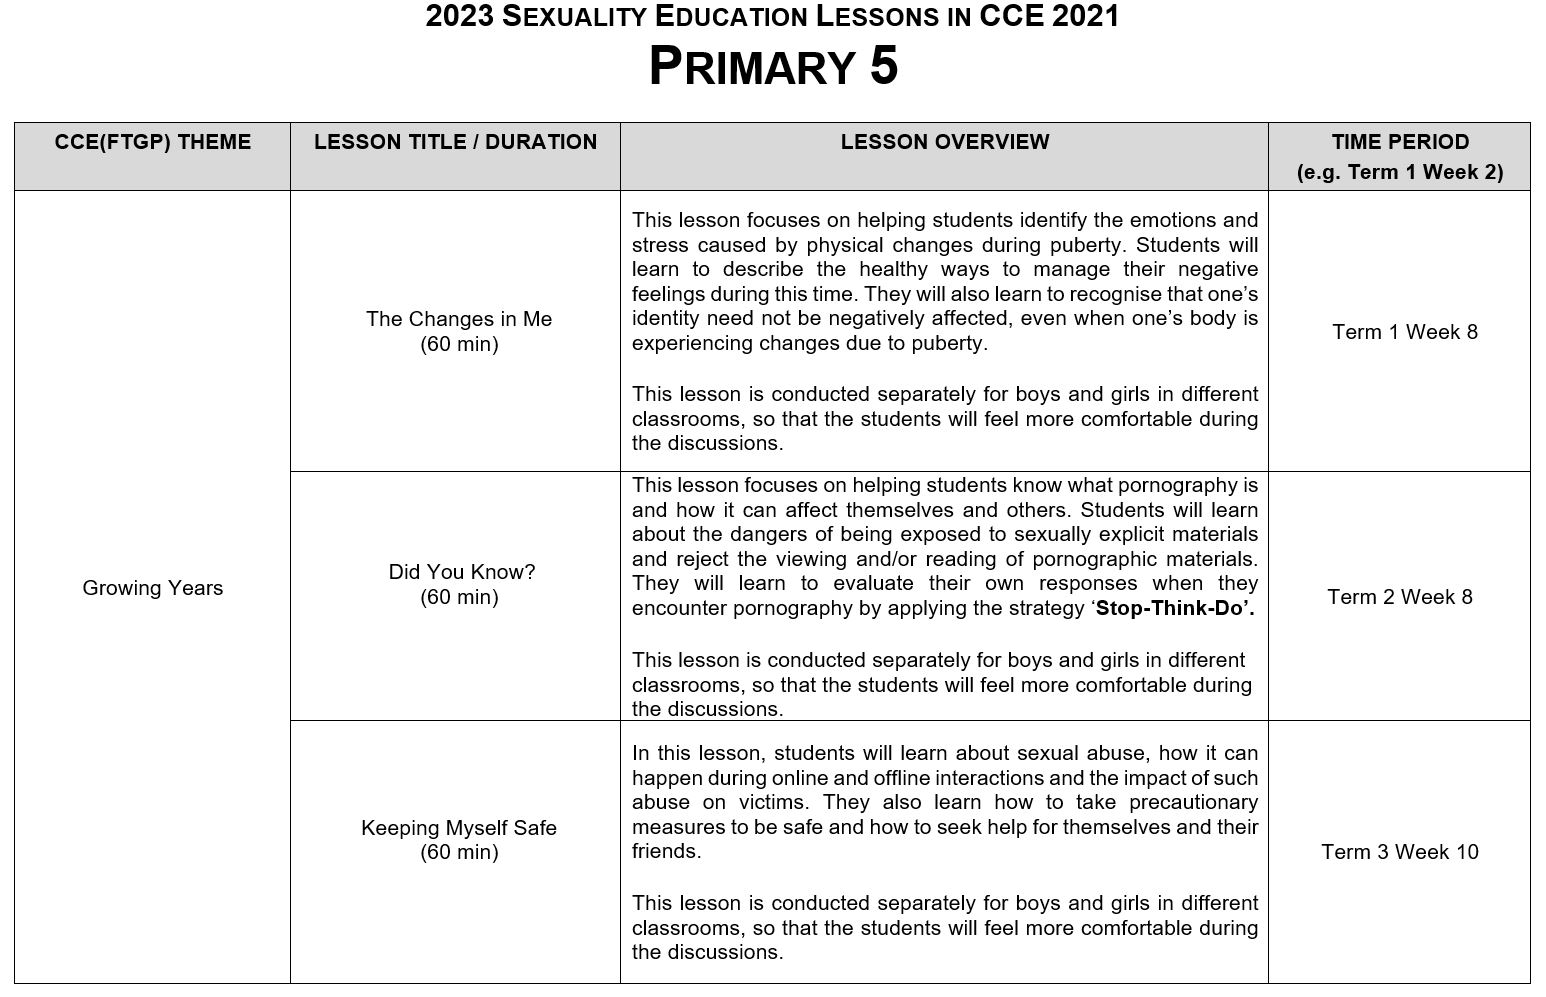 2023 SEXUALITY EDUCATION LESSONS IN CCE 2021
PRIMARY 5
CCE(FTGP) THEME
LESSON TITLE / DURATION
LESSON OVERVIEW
TIME PERIOD
(e.g. Term 1 Week 2)
Growing Years
The Changes in Me
(60 min)
This lesson focuses on helping students identify the emotions and
stress caused by physical changes during puberty. Students will
learn to describe the healthy ways to manage their negative
feelings during this time. They will also learn to recognise that one’s
identity need not be negatively affected, even when one’s body is
experiencing changes due to puberty.
This lesson is conducted separately for boys and girls in different
classrooms, so that the students will feel more comfortable during
the discussions.
Term 1 Week 8
Did You Know?
(60 min)
This lesson focuses on helping students know what pornography is
and how it can affect themselves and others. Students will learn
about the dangers of being exposed to sexually explicit materials
and reject the viewing and/or reading of pornographic materials.
They will learn to evaluate their own responses when they
encounter pornography by applying the strategy ‘Stop-Think-Do’.
This lesson is conducted separately for boys and girls in different
classrooms, so that the students will feel more comfortable during
the discussions.
Term 2 Week 8
Keeping Myself Safe
(60 min)
In this lesson, students will learn about sexual abuse, how it can
happen during online and offline interactions and the impact of such
abuse on victims. They also learn how to take precautionary
measures to be safe and how to seek help for themselves and their
friends.
This lesson is conducted separately for boys and girls in different
classrooms, so that the students will feel more comfortable during
the discussions.
Term 3 Week 10